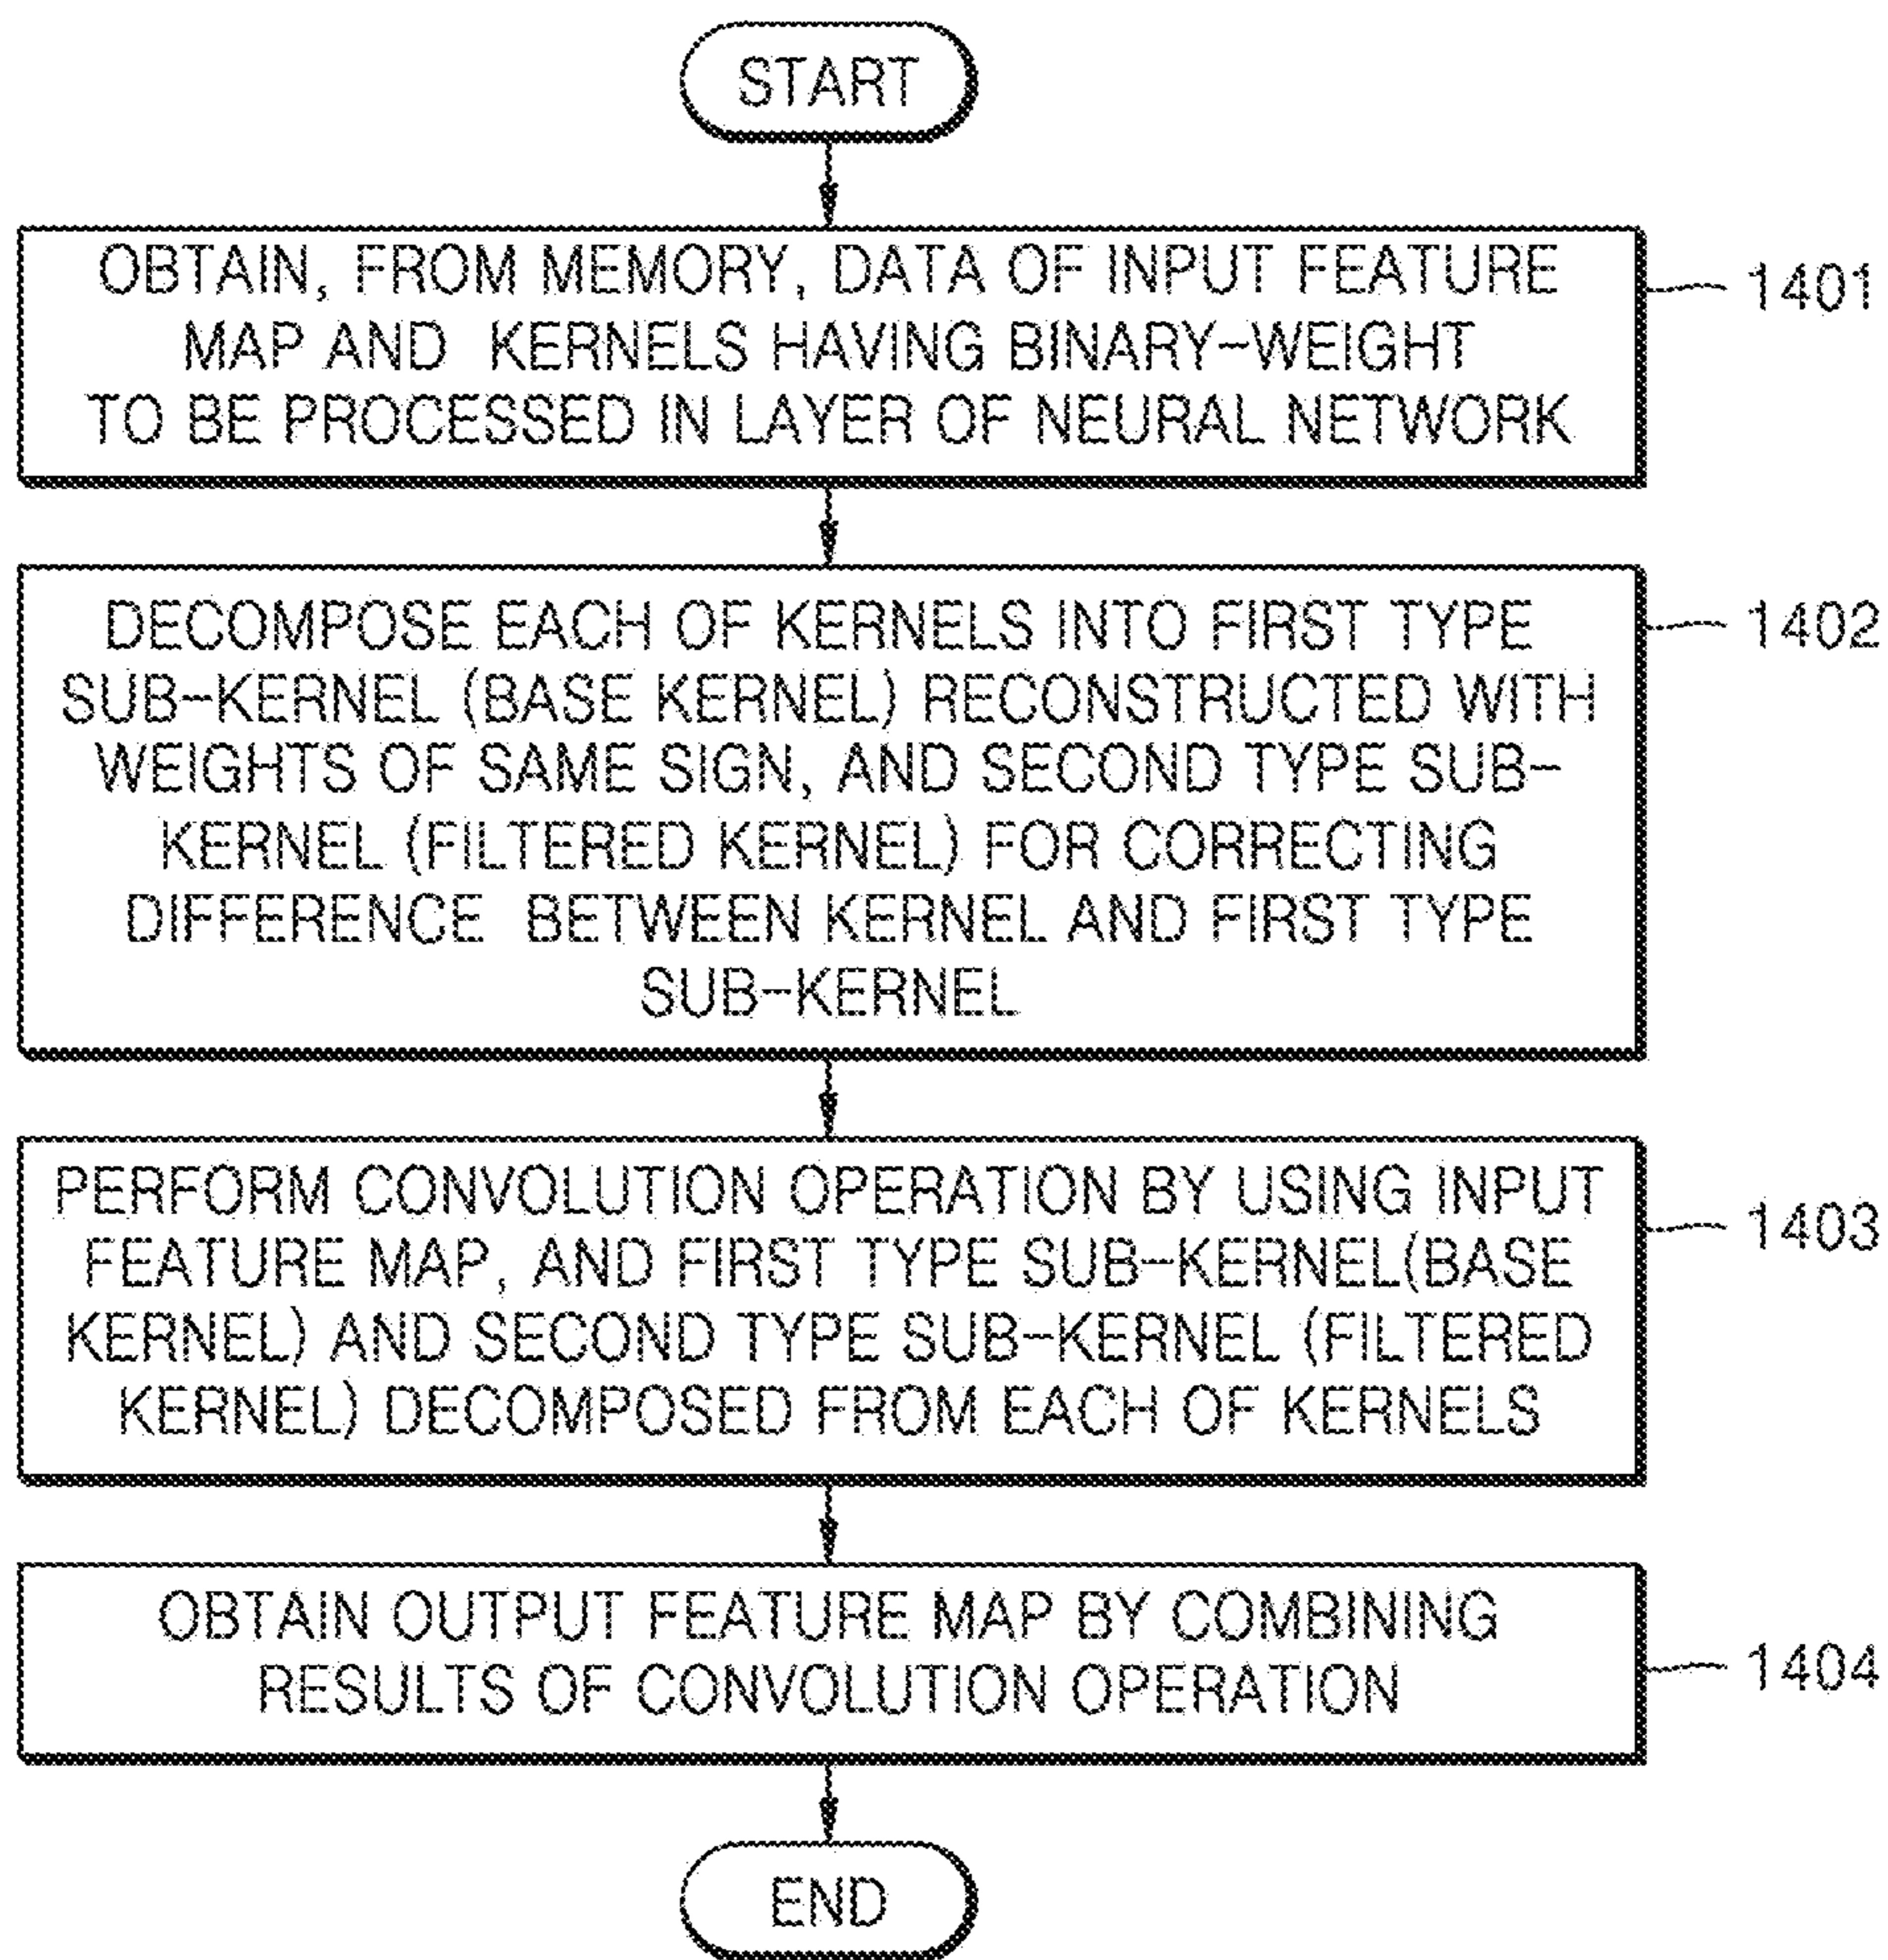 START
OBTAIN, FROM MEMORY, DATA OF INPUT FEATURE
MAP AND KERNELS HAVING BINARY-WEIGHT
TO BE PROCESSED IN LAYER OF NEURAL NETWORK
1401
DECOMPOSE EACH OF KERNELS INTO FIRST TYPE
SUB-KERNEL (BASE KERNEL) RECONSTRUCTED WITH
WEIGHTS OF SAME SIGN, AND SECOND TYPE SUB-
KERNEL (FILTERED KERNEL) FOR CORRECTING
DIFFERENCE BETWEEN KERNEL AND FIRST TYPE
SUB-KERNEL
1402
PERFORM CONVOLUTION OPERATION BY USING INPUT
FEATURE MAP, AND FIRST TYPE SUB-KERNEL(BASE
KERNEL) AND SECOND TYPE SUB-KERNEL (FILTERED
KERNEL) DECOMPOSED FROM EACH OF KERNELS
1403
OBTAIN OUTPUT FEATURE MAP BY COMBINING
RESULTS OF CONVOLUTION OPERATION
1404
END